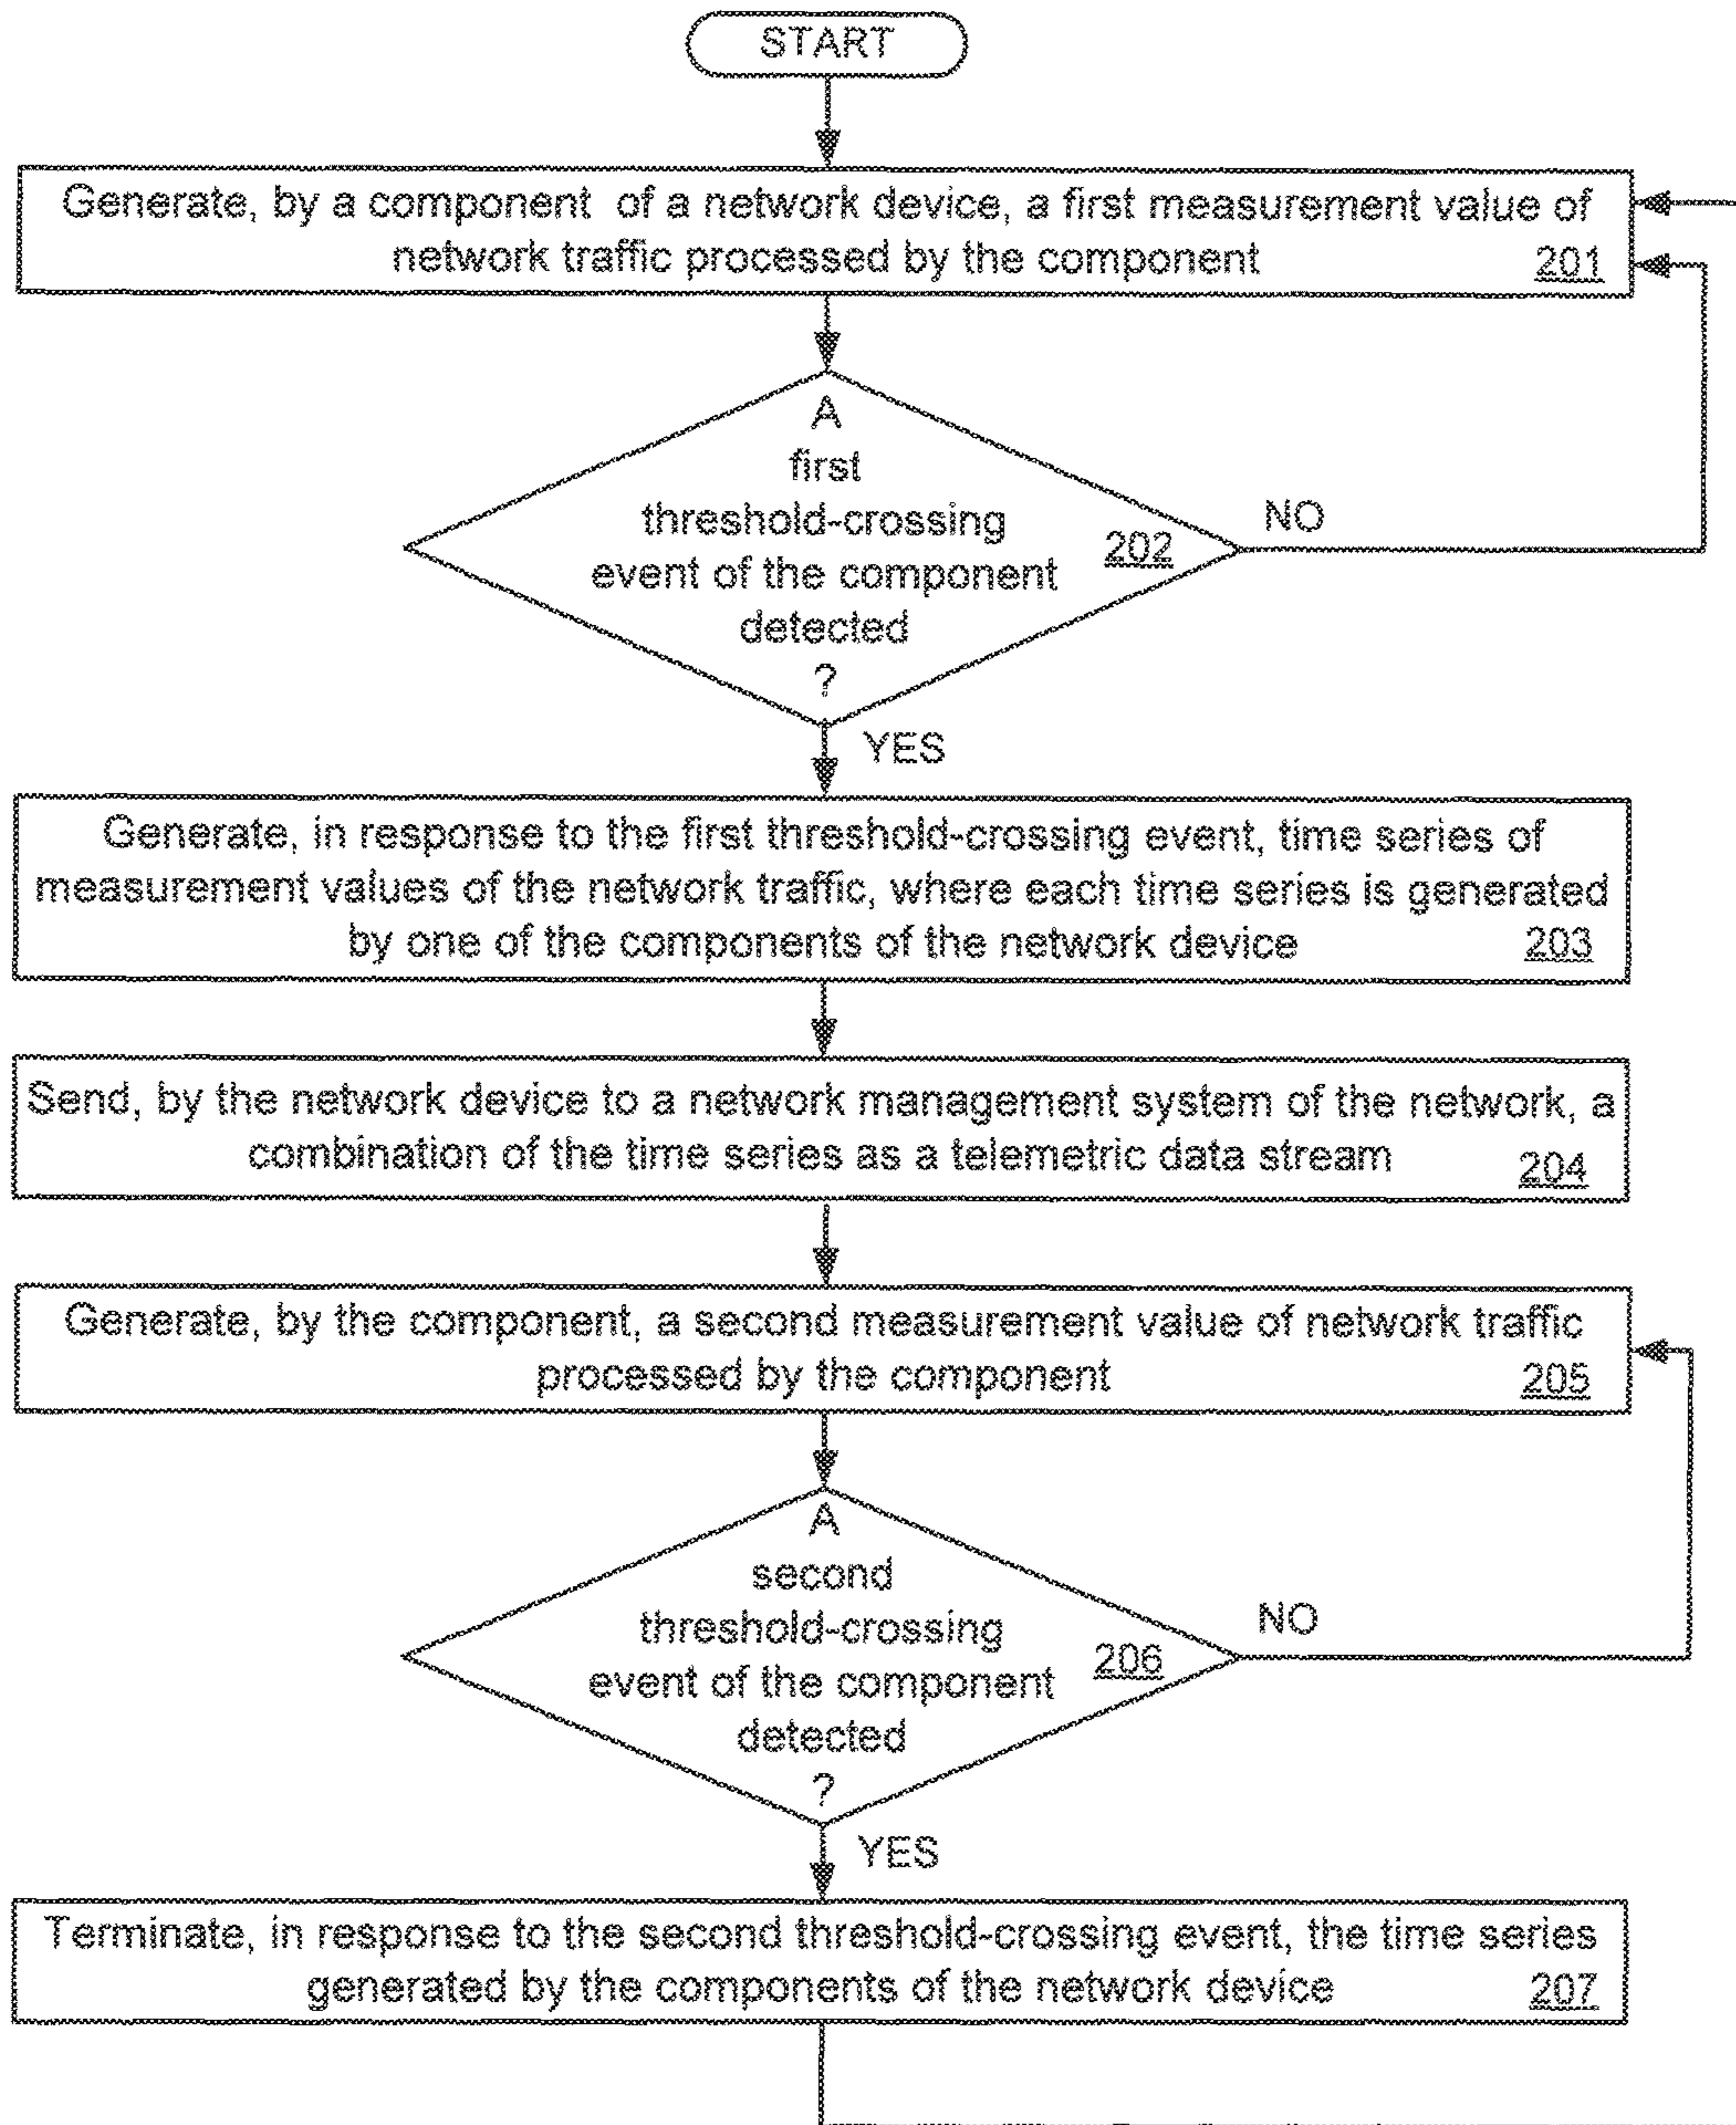 START
Generate, by a component of a network device, a first measurement value of
network traffic processed by the component 201
A
first
threshold-crossing
event of the component 202
detected
?
NO
YES
Generate, in response to the first threshold-crossing event, time series of
measurement values of the network traffic, where each time series is generated
by one of the components of the network device 203
Send, by the network device to a network management system of the network, a
combination of the time series as a telemetric data stream 204
Generate, by the component, a second measurement value of network traffic
processed by the component 205
A
second
threshold-crossing
event of the component 206
detected
?
NO
YES
Terminate, in response to the second threshold-crossing event, the time series
generated by the components of the network device 207